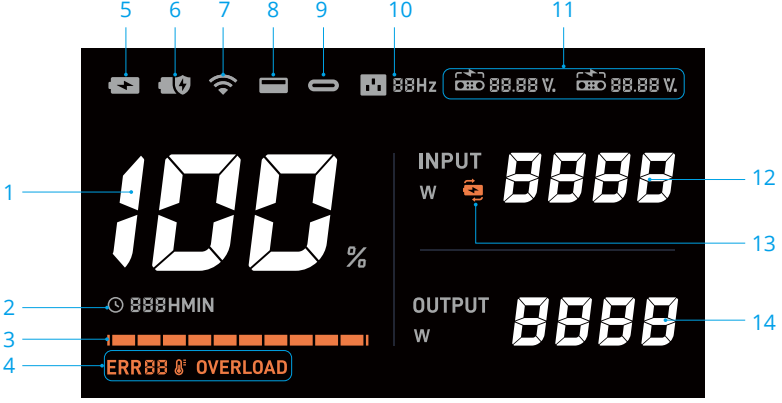 5 6 7 8 9 10 11
88Hz 88.88 V. 88.88 V.
1 100 %
INPUT
W 8888 12
13
2 888HMIN
3
4 ERR88 OVERLOAD
OUTPUT
W 8888 14